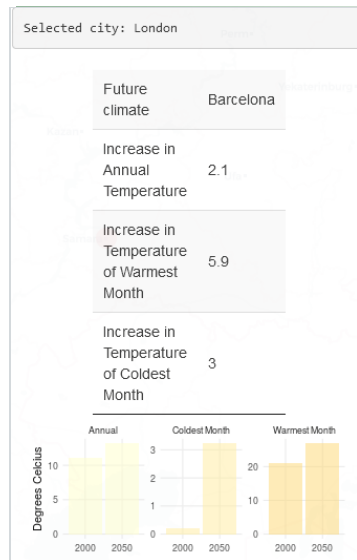 Selected city: London
Future
climate
Barcelona
Increase in
Annual
Temperature
2.1
Increase in
Temperature
of Warmest
Month
5.9
Increase in
Temperature
of Coldest
Month
3
Annual
Coldest Month
Warmest Month
Degrees Celcius
10
5
0
2000 2050
3
2
1
0
2000 2050
20
10
0
2000 2050